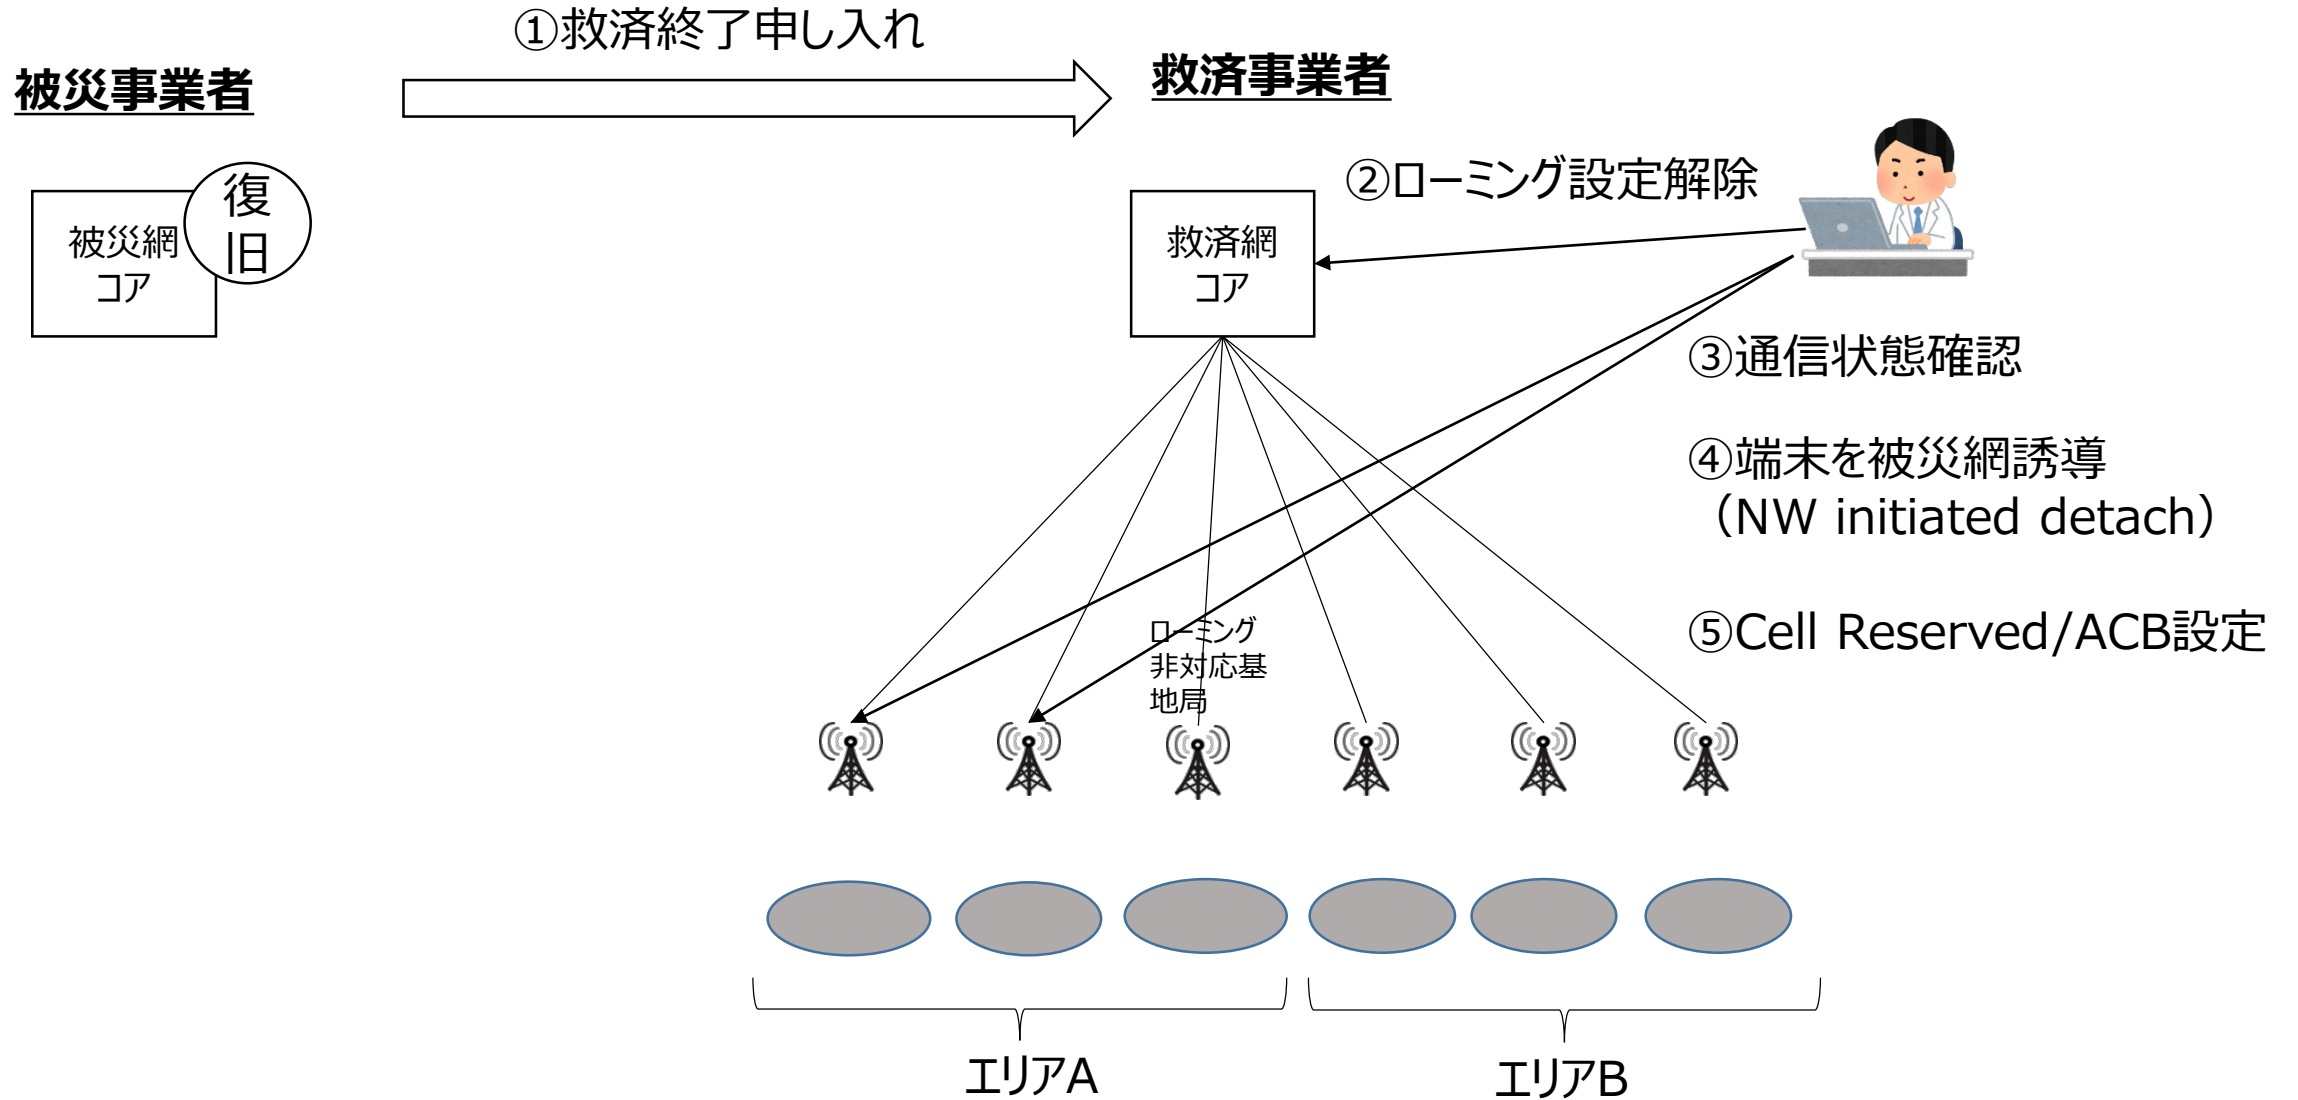 ①救済終了申し入れ
被災事業者
救済事業者
②ローミング設定解除
復
旧
被災網
コア
救済網
コア
③通信状態確認
④端末を被災網誘導
（NW initiated detach）
⑤Cell Reserved/ACB設定
ローミング
非対応基
地局
エリアA
エリアB